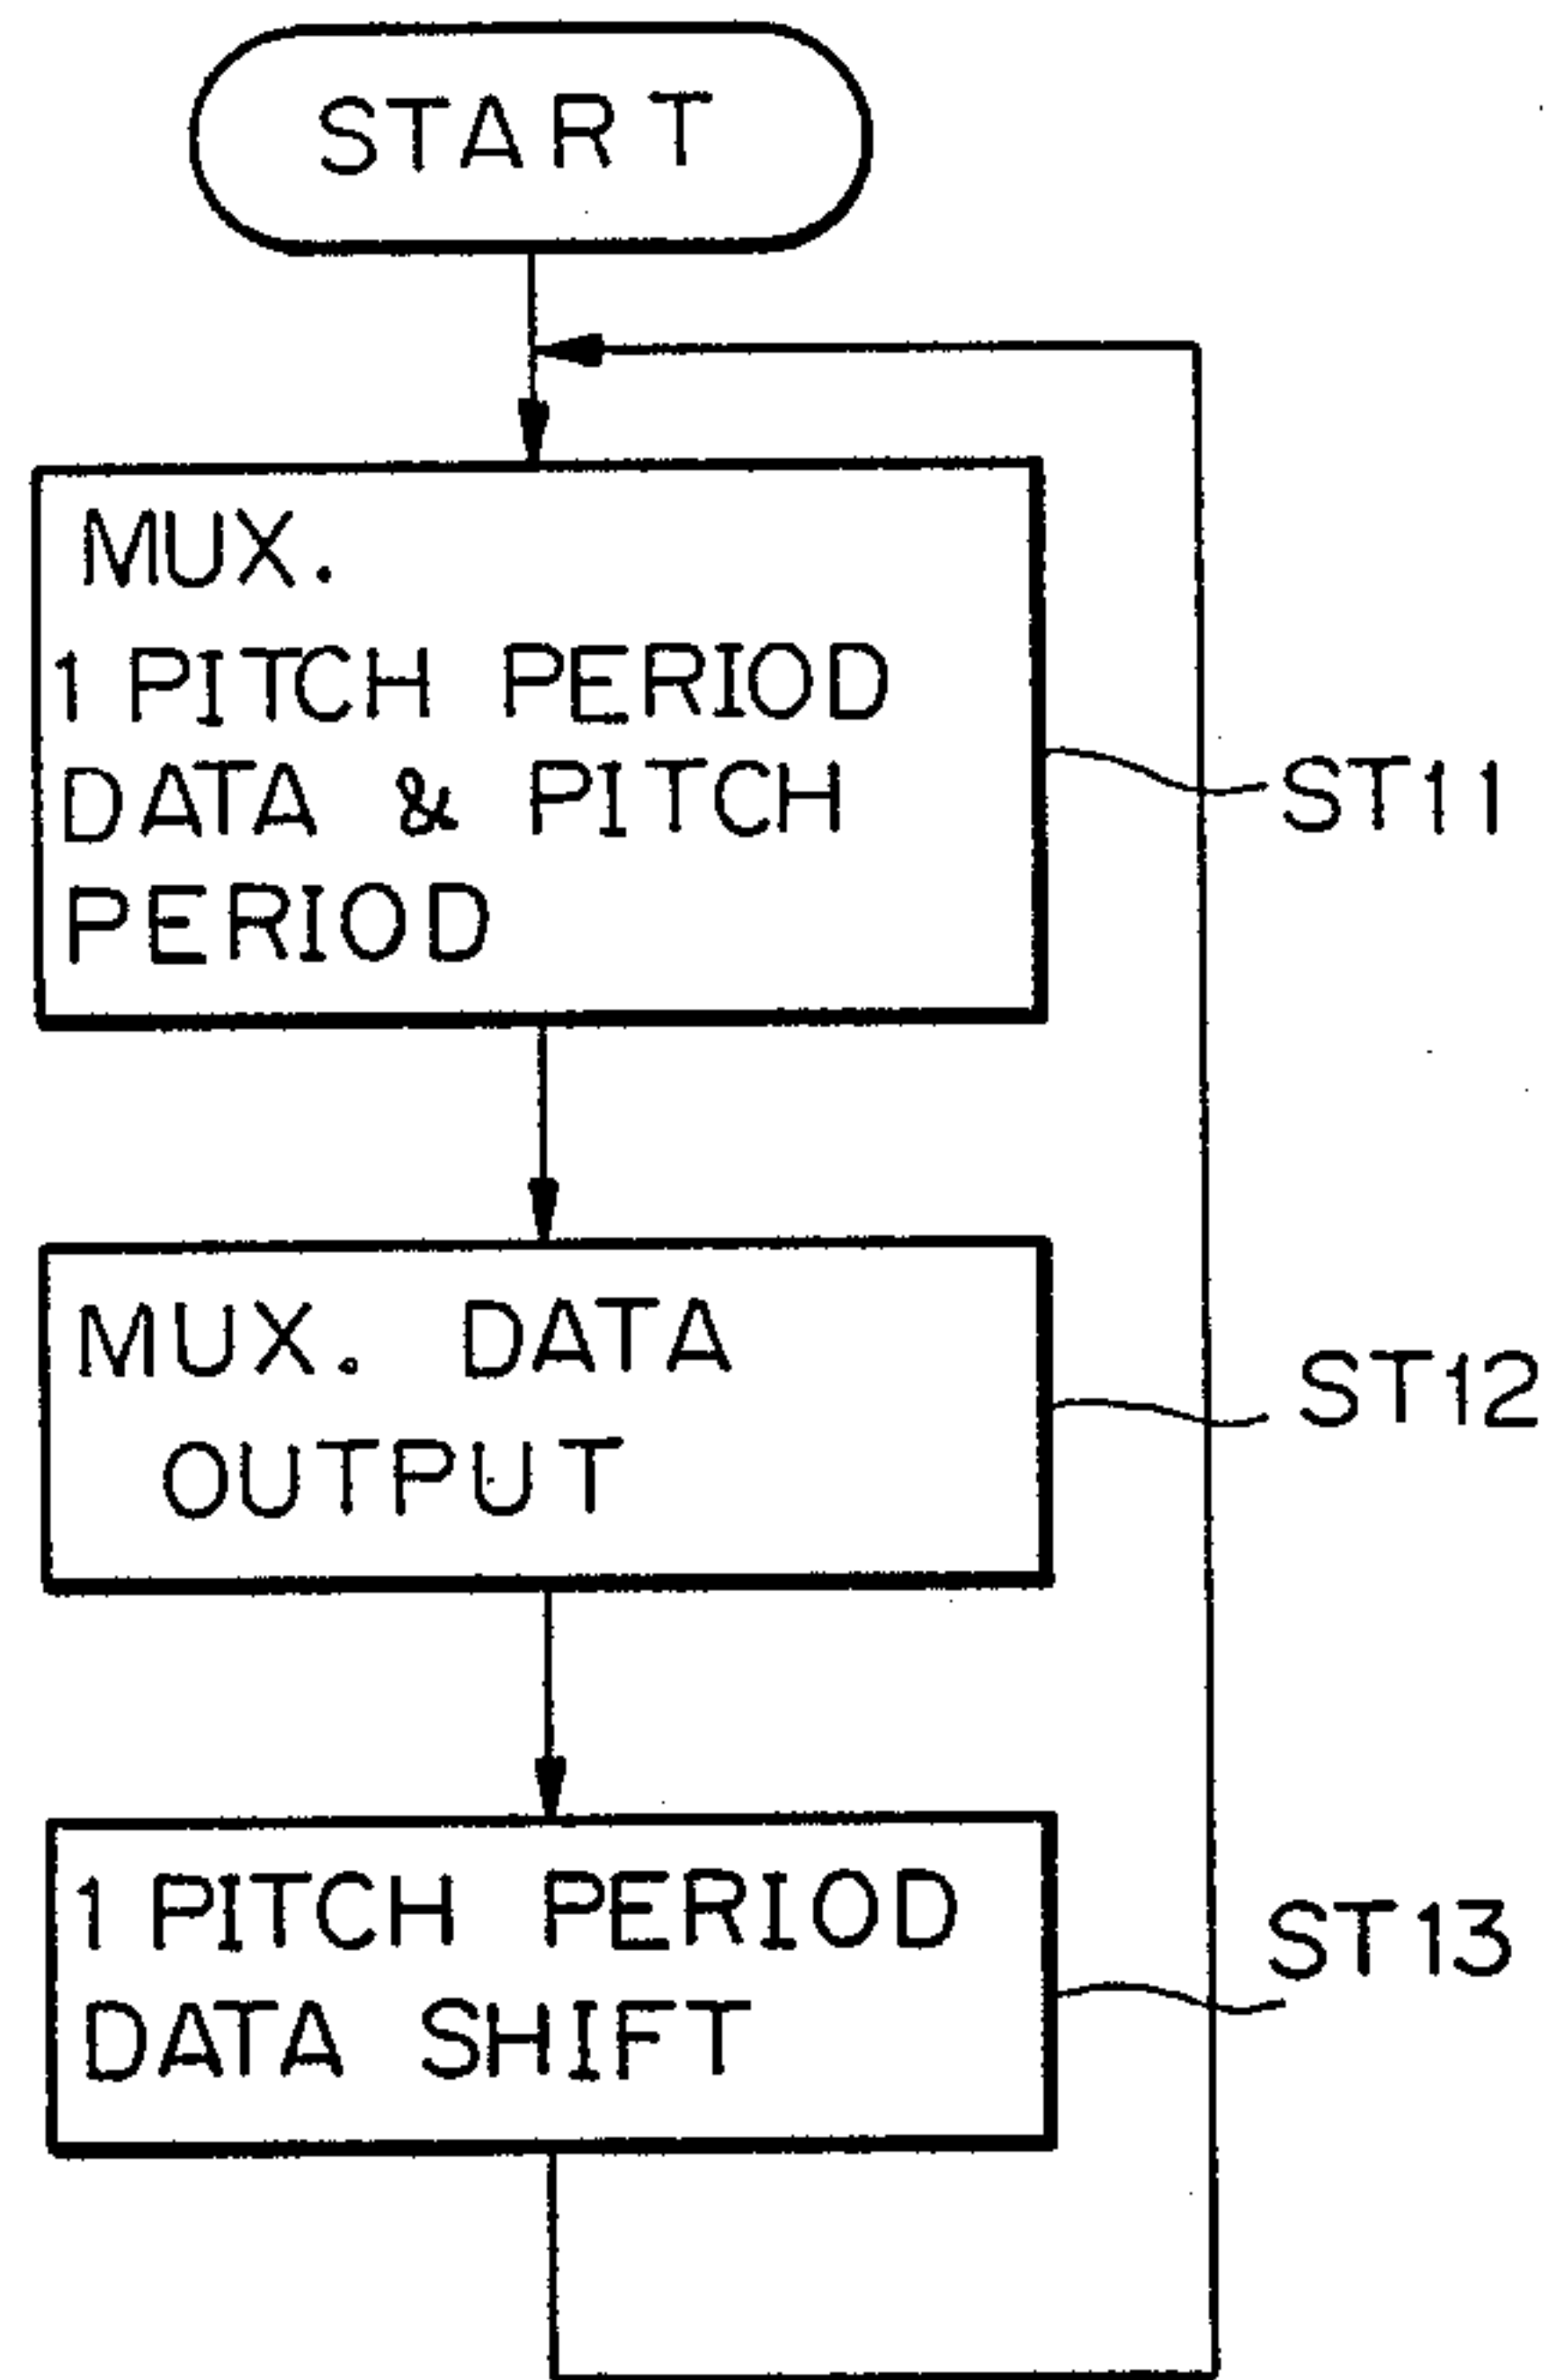 START
MUX.
1 PITCH PERIOD
DATA & PITCH
PERIOD
ST11
MUX. DATA
OUTPUT
ST12
1 PITCH PERIOD
DATA SHIFT
ST13